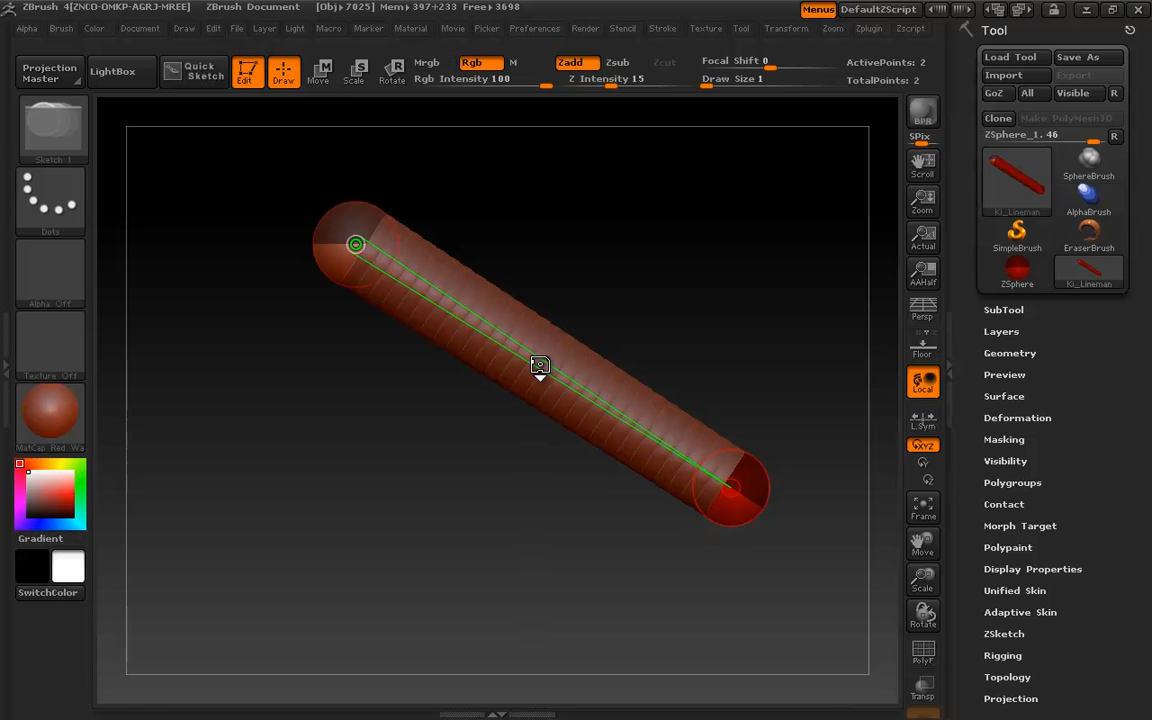 ZBrush 4[ZNCO-OMKP-AGRJ-MREE] ZBrush Document [Obj▸7025] Mem▸397+233 Free▸3698 Menus DefaultZScript
Alpha Brush Color Document Draw Edit File Layer Light Macro Marker Material Movie Picker Preferences Render Stencil Stroke Texture Tool Transform Zoom Zplugin Zscript
Tool
Projection Master
LightBox
Quick Sketch
Edit Draw Move Scale Rotate
Mrgb Rgb M
Rgb Intensity 100
Zadd Zsub Zcut
Z Intensity 15
Focal Shift 0
Draw Size 1
ActivePoints: 2
TotalPoints: 2
Load Tool Save As
Import Export
GoZ All Visible R
Clone Make PolyMesh3D
ZSphere_1. 46 R
Ki_Lineman SphereBrush
AlphaBrush
SimpleBrush EraserBrush
ZSphere Ki_Lineman
SubTool
Layers
Geometry
Preview
Surface
Deformation
Masking
Visibility
Polygroups
Contact
Morph Target
Polypaint
Display Properties
Unified Skin
Adaptive Skin
ZSketch
Rigging
Topology
Projection
Sketch 1
Dots
Alpha Off
Texture Off
MatCap Red Wa
Gradient
SwitchColor
BPR
SPix
Scroll
Zoom
Actual
AAHalf
Persp
Floor
Local
L.Sym
XYZ
Frame
Move
Scale
Rotate
PolyF
Transp